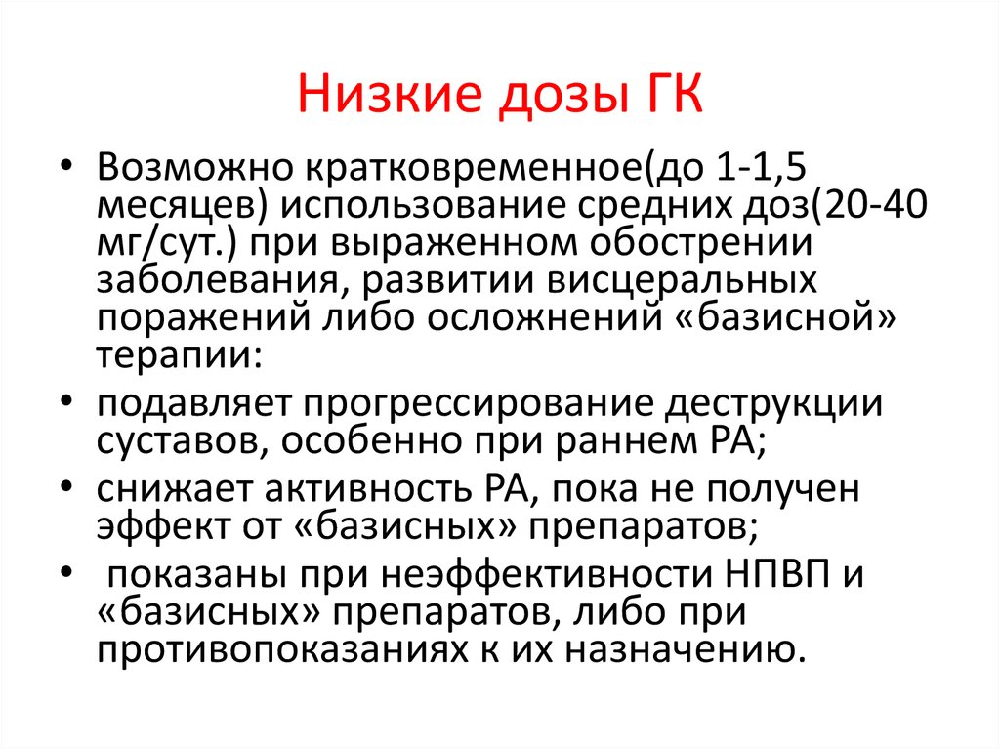 Низкие дозы ГК
• Возможно кратковременное(до 1-1,5
месяцев) использование средних доз(20-40
мг/сут.) при выраженном обострении
заболевания, развитии висцеральных
поражений либо осложнений «базисной»
терапии:
• подавляет прогрессирование деструкции
суставов, особенно при раннем РА;
• снижает активность РА, пока не получен
эффект от «базисных» препаратов;
• показаны при неэффективности НПВП и
«базисных» препаратов, либо при
противопоказаниях к их назначению.